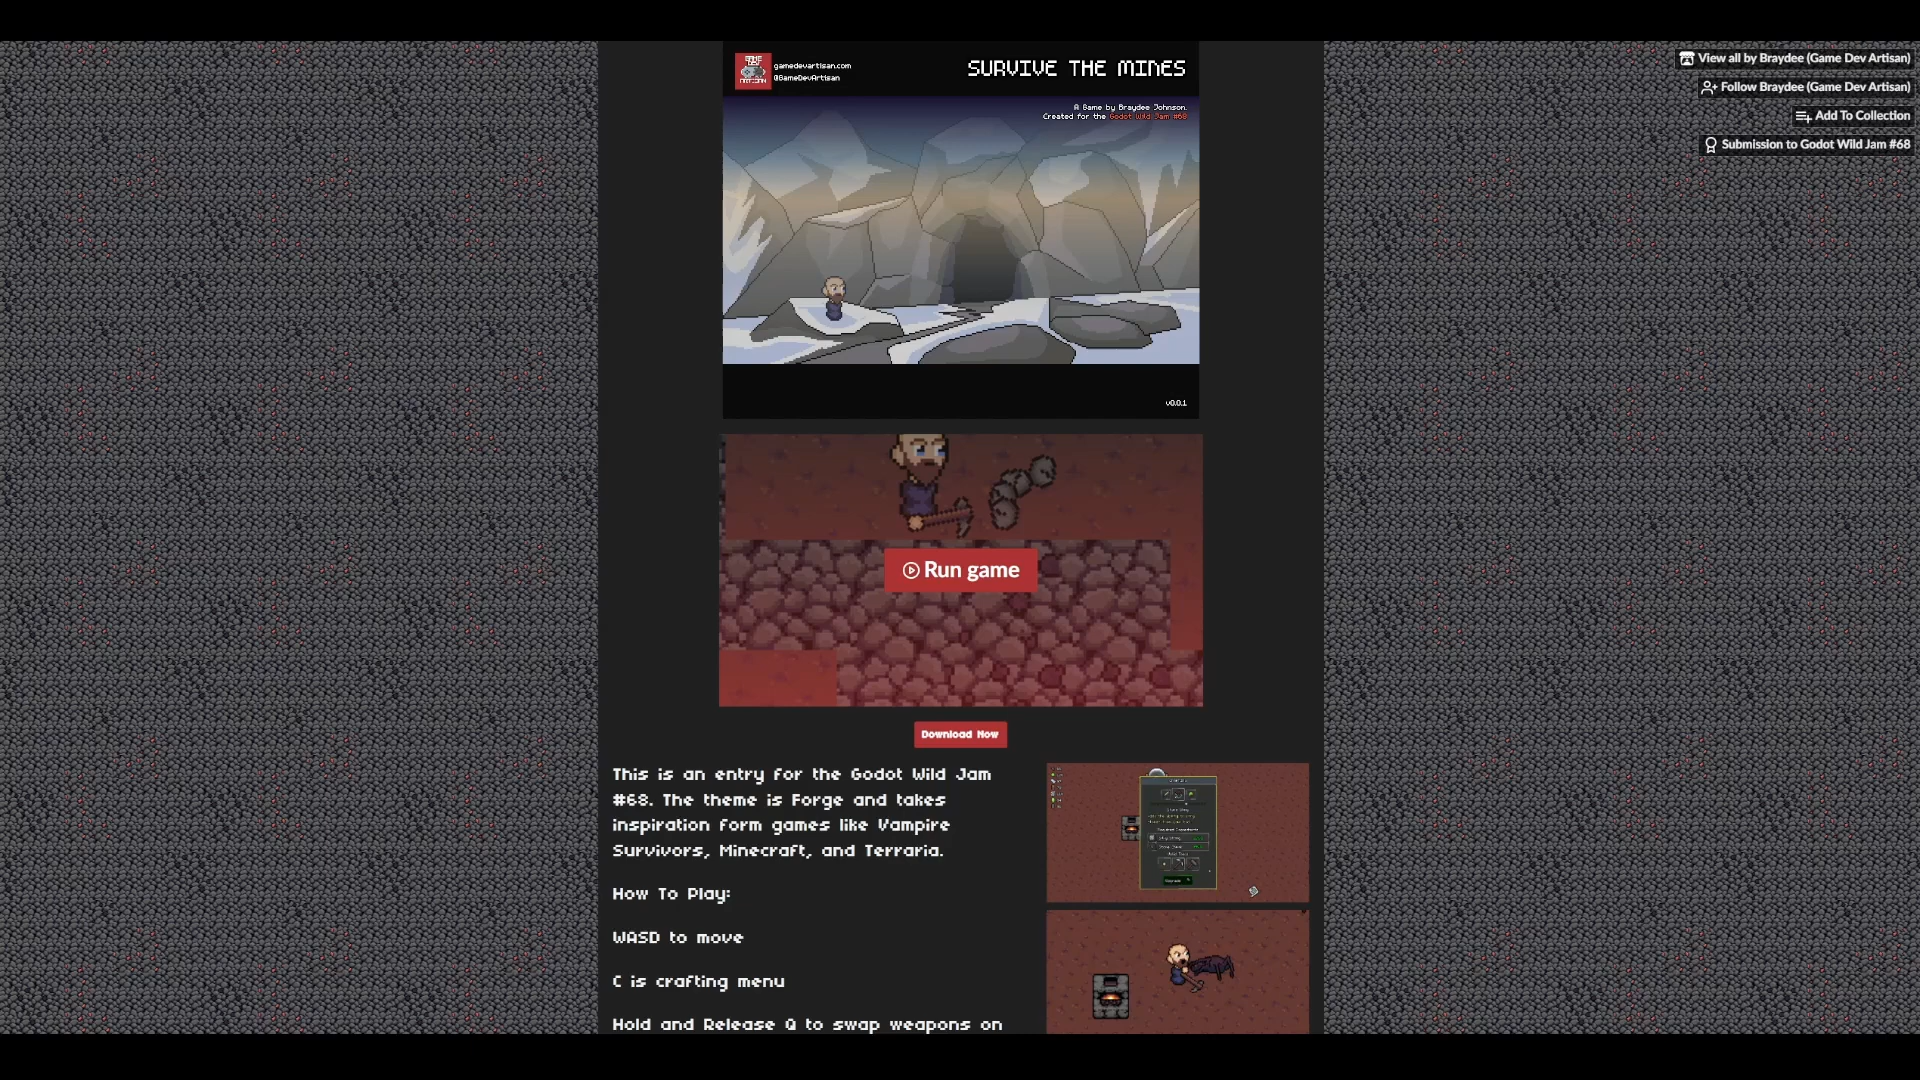 GAME DEV ARTISAN
gamedevartisan.com
@GameDevArtisan
SURVIVE THE MINES
A Game by Braydee Johnson.
Created for the Godot Wild Jam #68
v0.0.1
View all by Braydee (Game Dev Artisan)
Follow Braydee (Game Dev Artisan)
Add To Collection
Submission to Godot Wild Jam #68
Run game
Download Now
This is an entry for the Godot Wild Jam
#68. The theme is Forge and takes
inspiration form games like Vampire
Survivors, Minecraft, and Terraria.
How To Play:
WASD to move
C is crafting menu
Hold and Release Q to swap weapons on